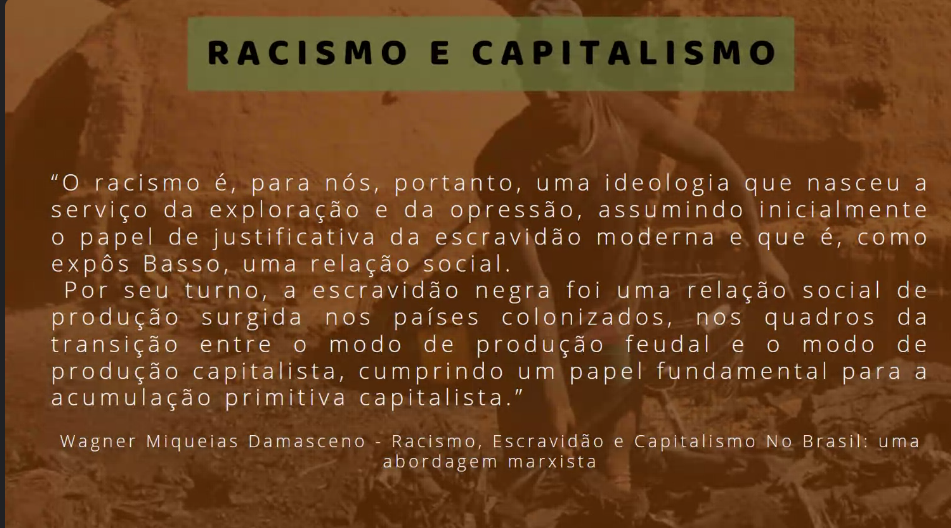 RACISMO E CAPITALISMO
“O racismo é, para nós, portanto, uma ideologia que nasceu a
serviço da exploração e da opressão, assumindo inicialmente
o papel de justificativa da escravidão moderna e que é, como
expôs Basso, uma relação social.
Por seu turno, a escravidão negra foi uma relação social de
produção surgida nos países colonizados, nos quadros da
transição entre o modo de produção feudal e o modo de
produção capitalista, cumprindo um papel fundamental para a
acumulação primitiva capitalista.”
Wagner Miqueias Damasceno - Racismo, Escravidão e Capitalismo No Brasil: uma
abordagem marxista